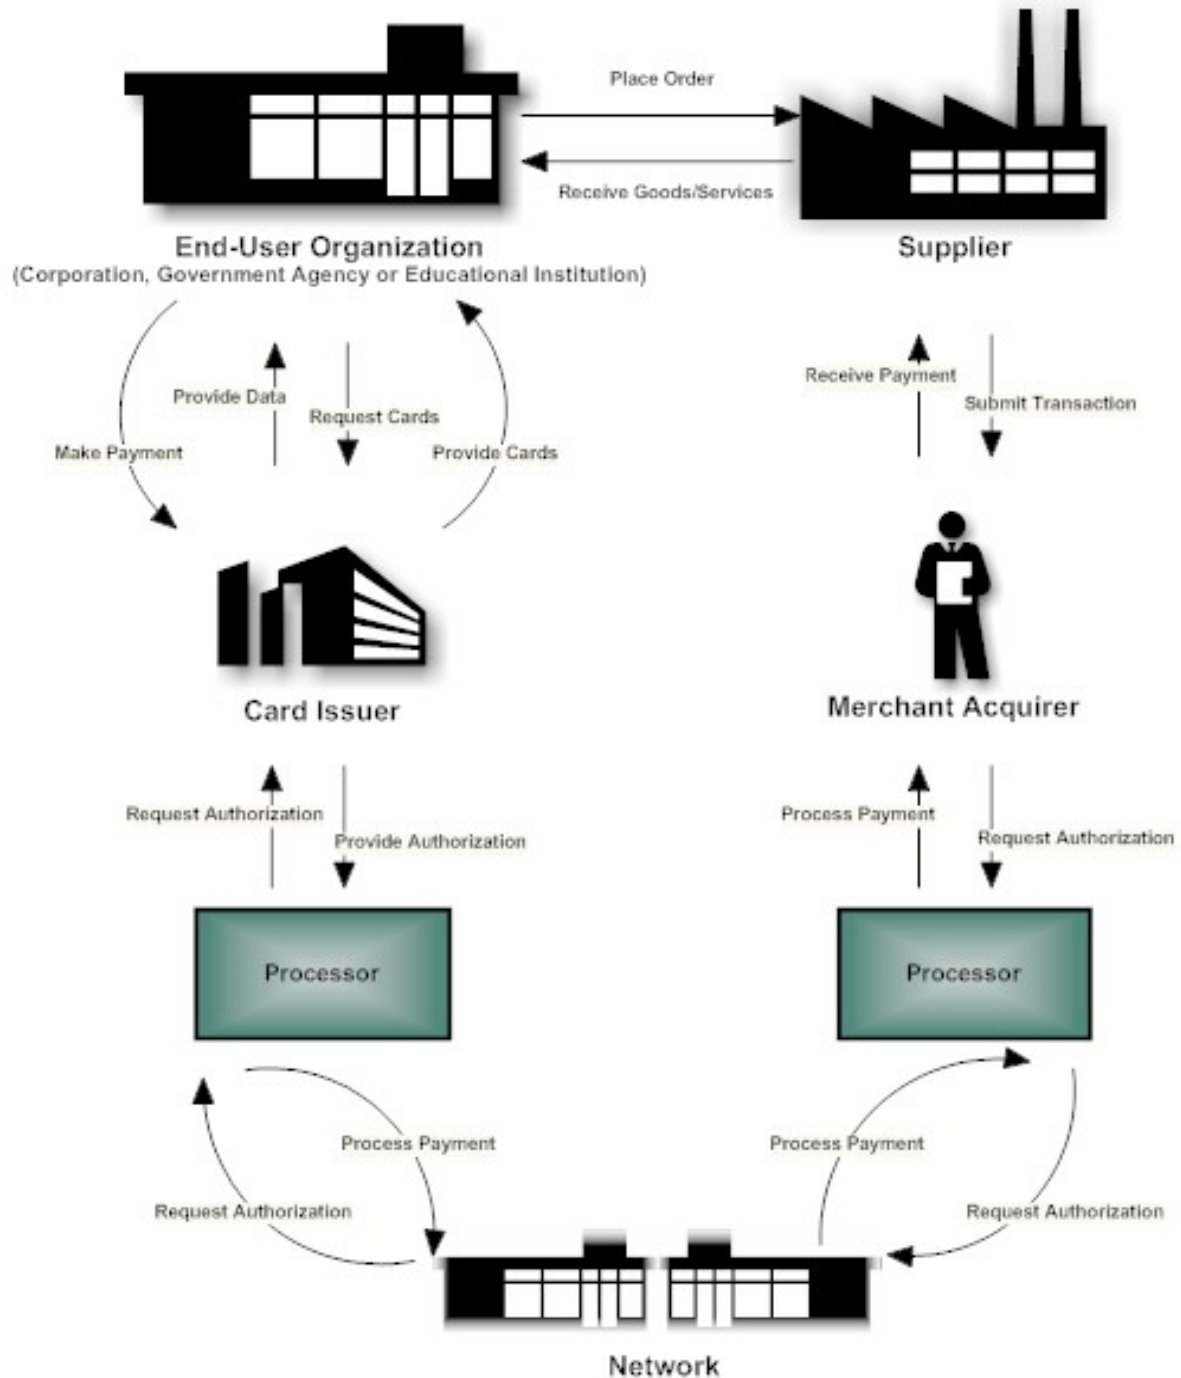 Place Order
Receive Goods/Services
End-User Organization
(Corporation, Government Agency or Educational Institution)
Supplier
Provide Data
Request Cards
Make Payment
Provide Cards
Receive Payment
Submit Transaction
Card Issuer
Merchant Acquirer
Request Authorization
Provide Authorization
Process Payment
Request Authorization
Processor
Processor
Process Payment
Request Authorization
Process Payment
Request Authorization
Network